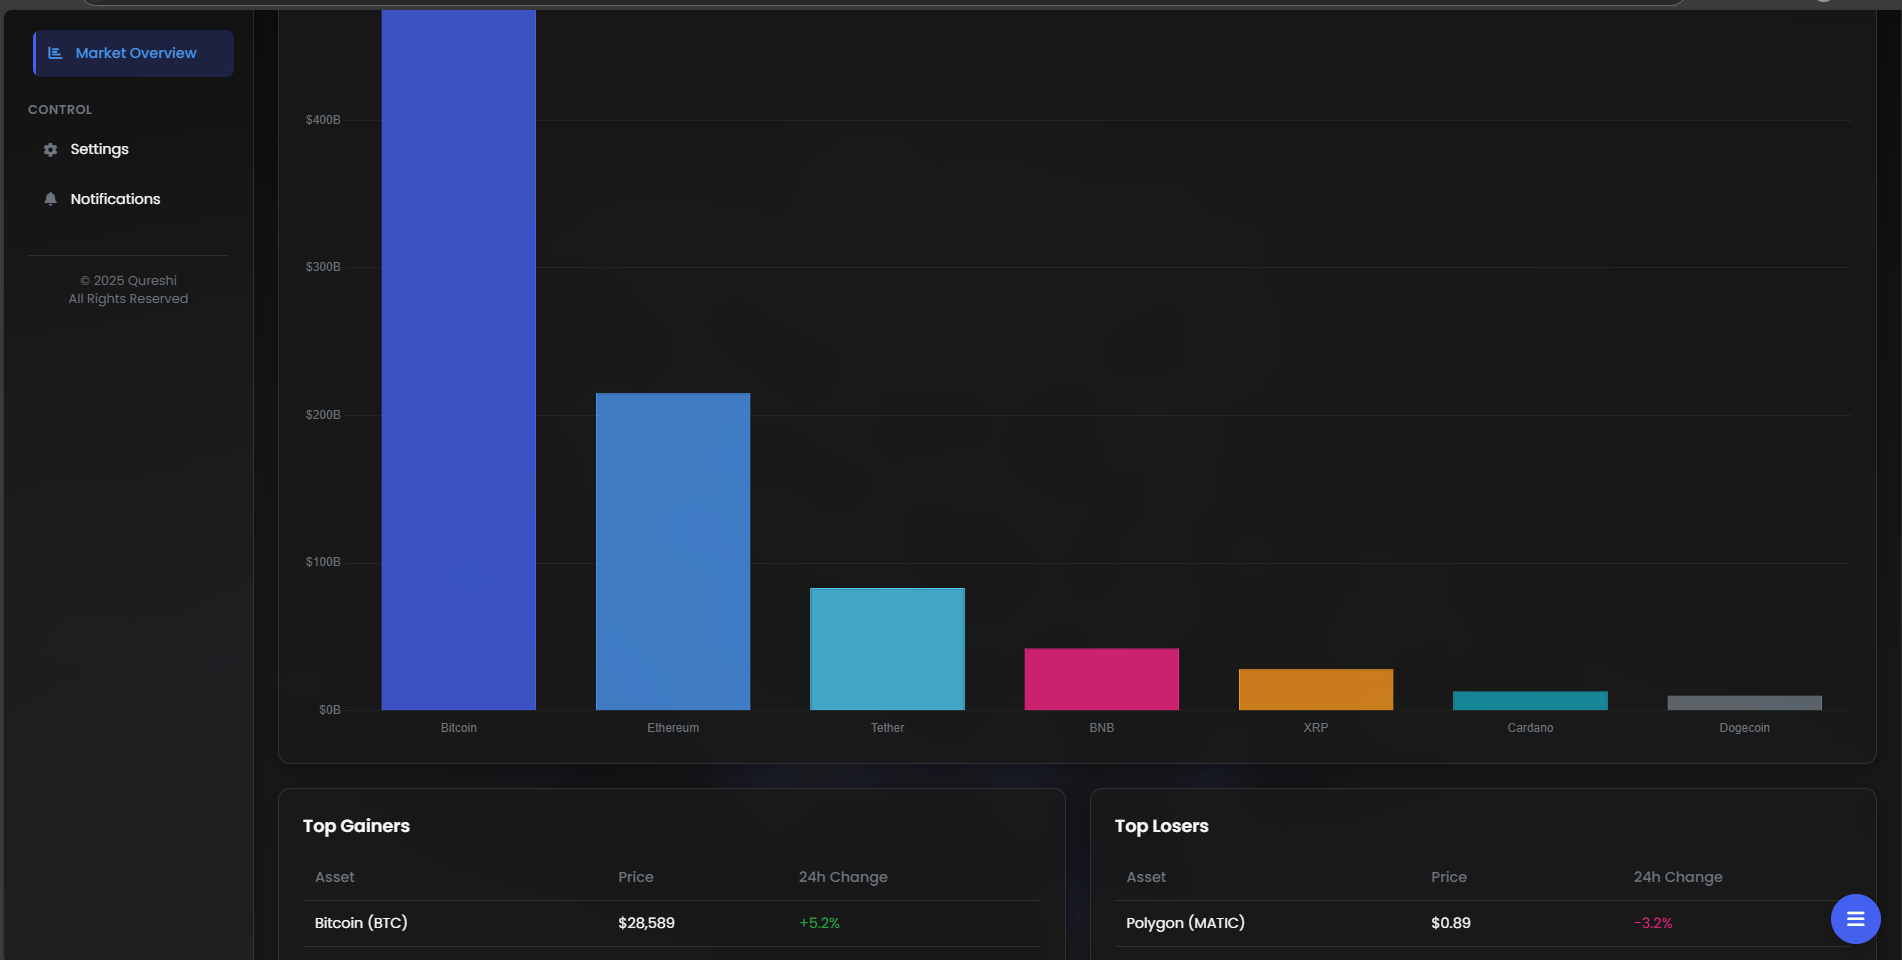 Market Overview
CONTROL
Settings
Notifications
© 2025 Qureshi
All Rights Reserved
$400B
$300B
$200B
$100B
$0B
Bitcoin Ethereum Tether BNB XRP Cardano Dogecoin
Top Gainers
Asset Price 24h Change
Bitcoin (BTC) $28,589 +5.2%
Top Losers
Asset Price 24h Change
Polygon (MATIC) $0.89 -3.2%